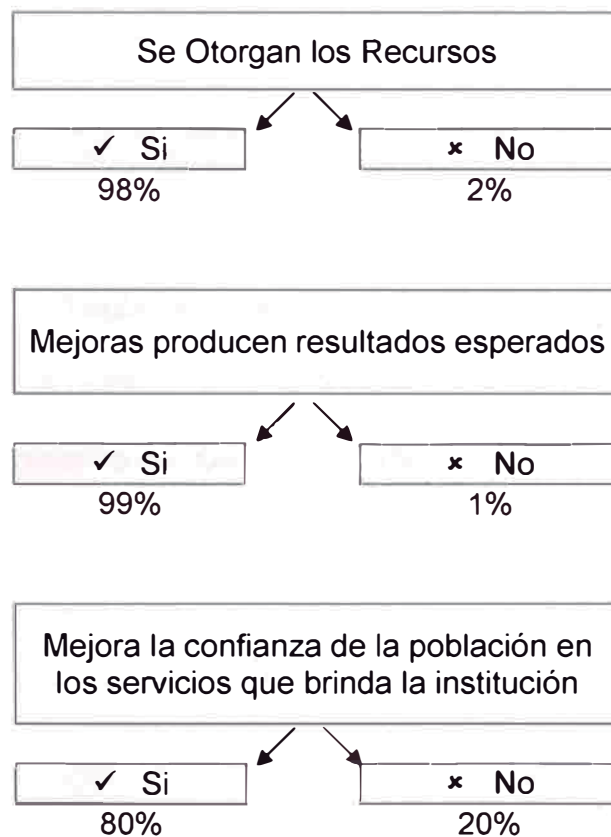 Se Otorgan los Recursos
✓ Si
× No
98%
2%
Mejoras producen resultados esperados
✓ Si
× No
99%
1%
Mejora la confianza de la población en
los servicios que brinda la institución
✓ Si
× No
80%
20%